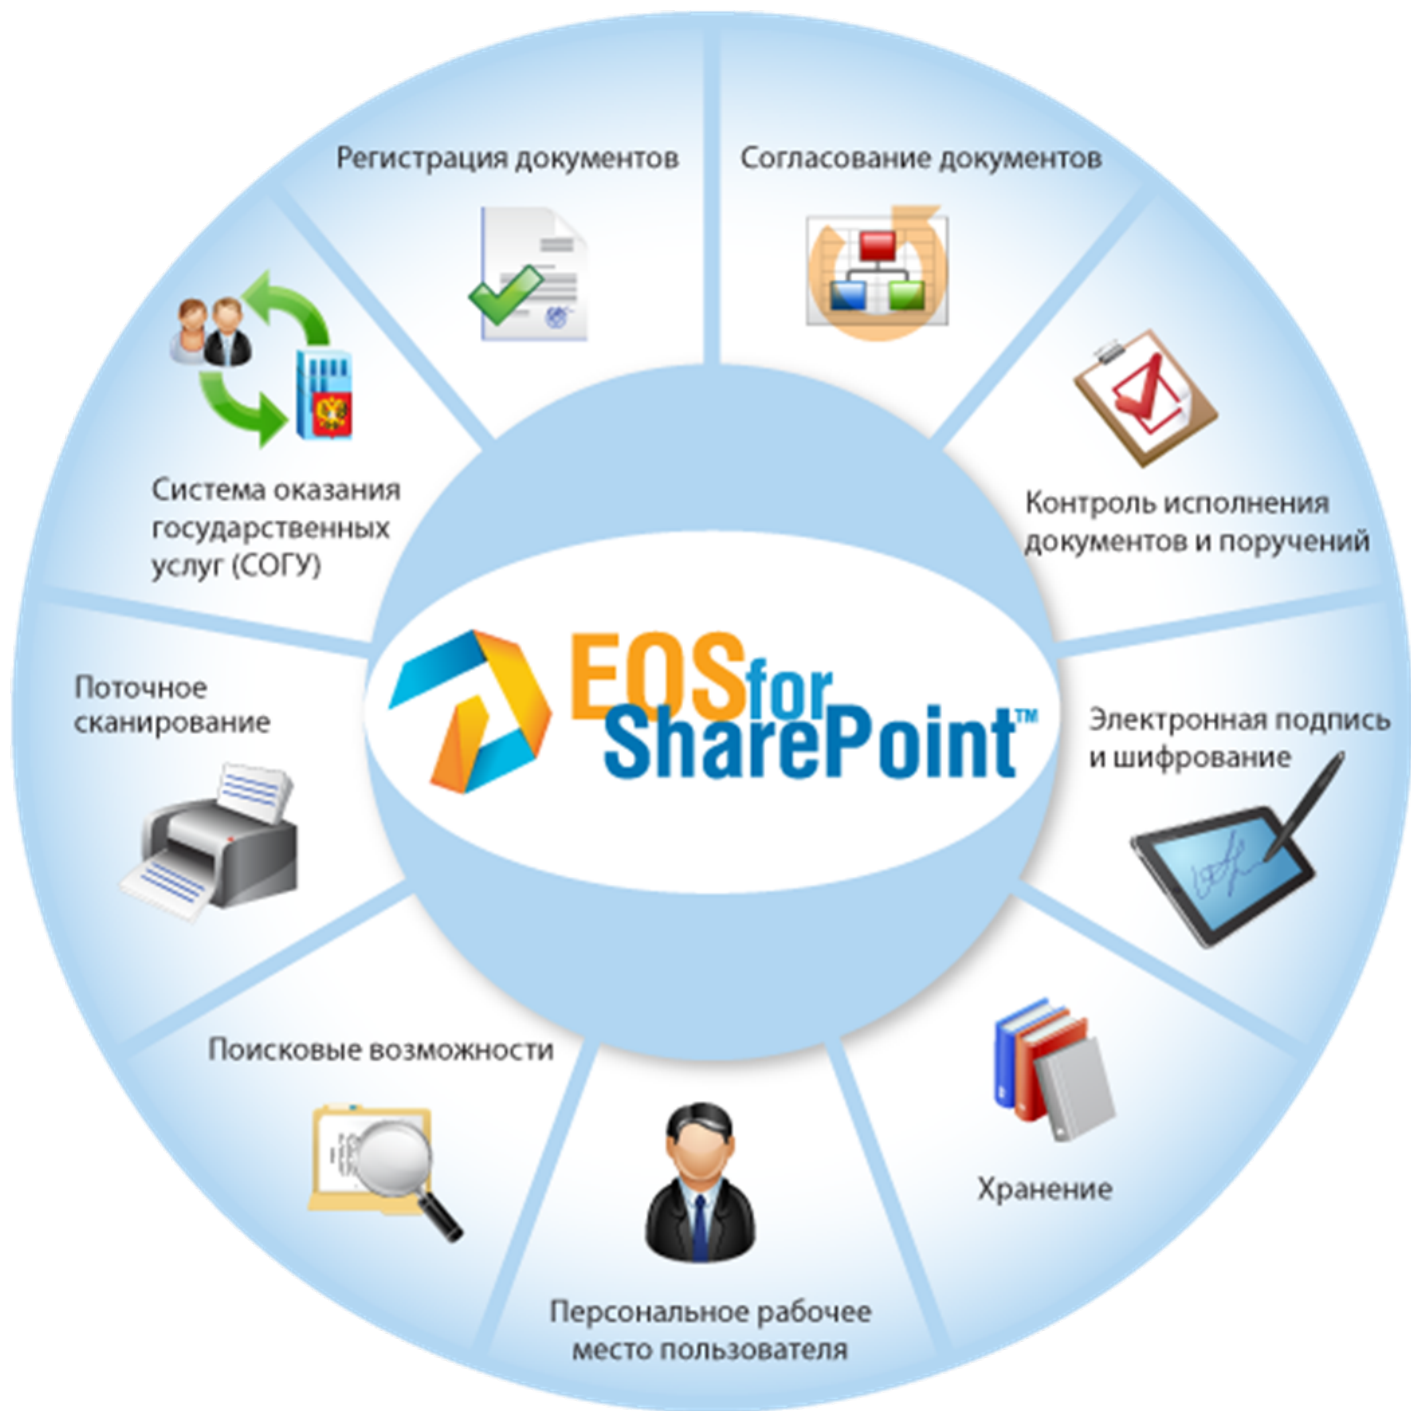 Регистрация документов
Согласование документов
Контроль исполнения
документов и поручений
Электронная подпись
и шифрование
Хранение
Персональное рабочее
место пользователя
Поисковые возможности
Поточное
сканирование
Система оказания
государственных
услуг (СОГУ)
EOS for
SharePoint™